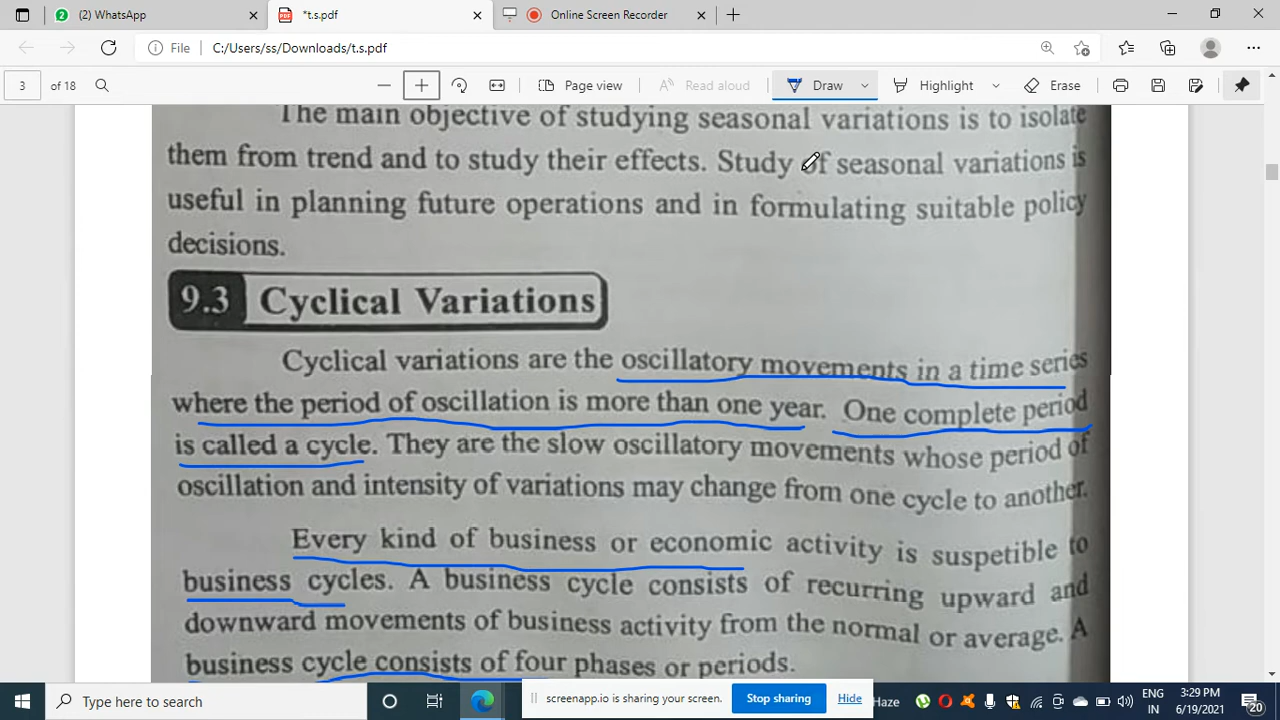 (2) WhatsApp
*t.s.pdf
Online Screen Recorder
File C:/Users/ss/Downloads/t.s.pdf
3 of 18 Page view Read aloud Draw Highlight Erase
The main objective of studying seasonal variations is to isolate
them from trend and to study their effects. Study of seasonal variations is
useful in planning future operations and in formulating suitable policy
decisions.
9.3 Cyclical Variations
Cyclical variations are the oscillatory movements in a time series
where the period of oscillation is more than one year. One complete period
is called a cycle. They are the slow oscillatory movements whose period of
oscillation and intensity of variations may change from one cycle to another.
Every kind of business or economic activity is suspetible to
business cycles. A business cycle consists of recurring upward and
downward movements of business activity from the normal or average. A
business cycle consists of four phases or periods.
screenapp.io is sharing your screen. Stop sharing Hide
Type here to search
Haze
ENG
IN
3:29 PM
6/19/2021
20